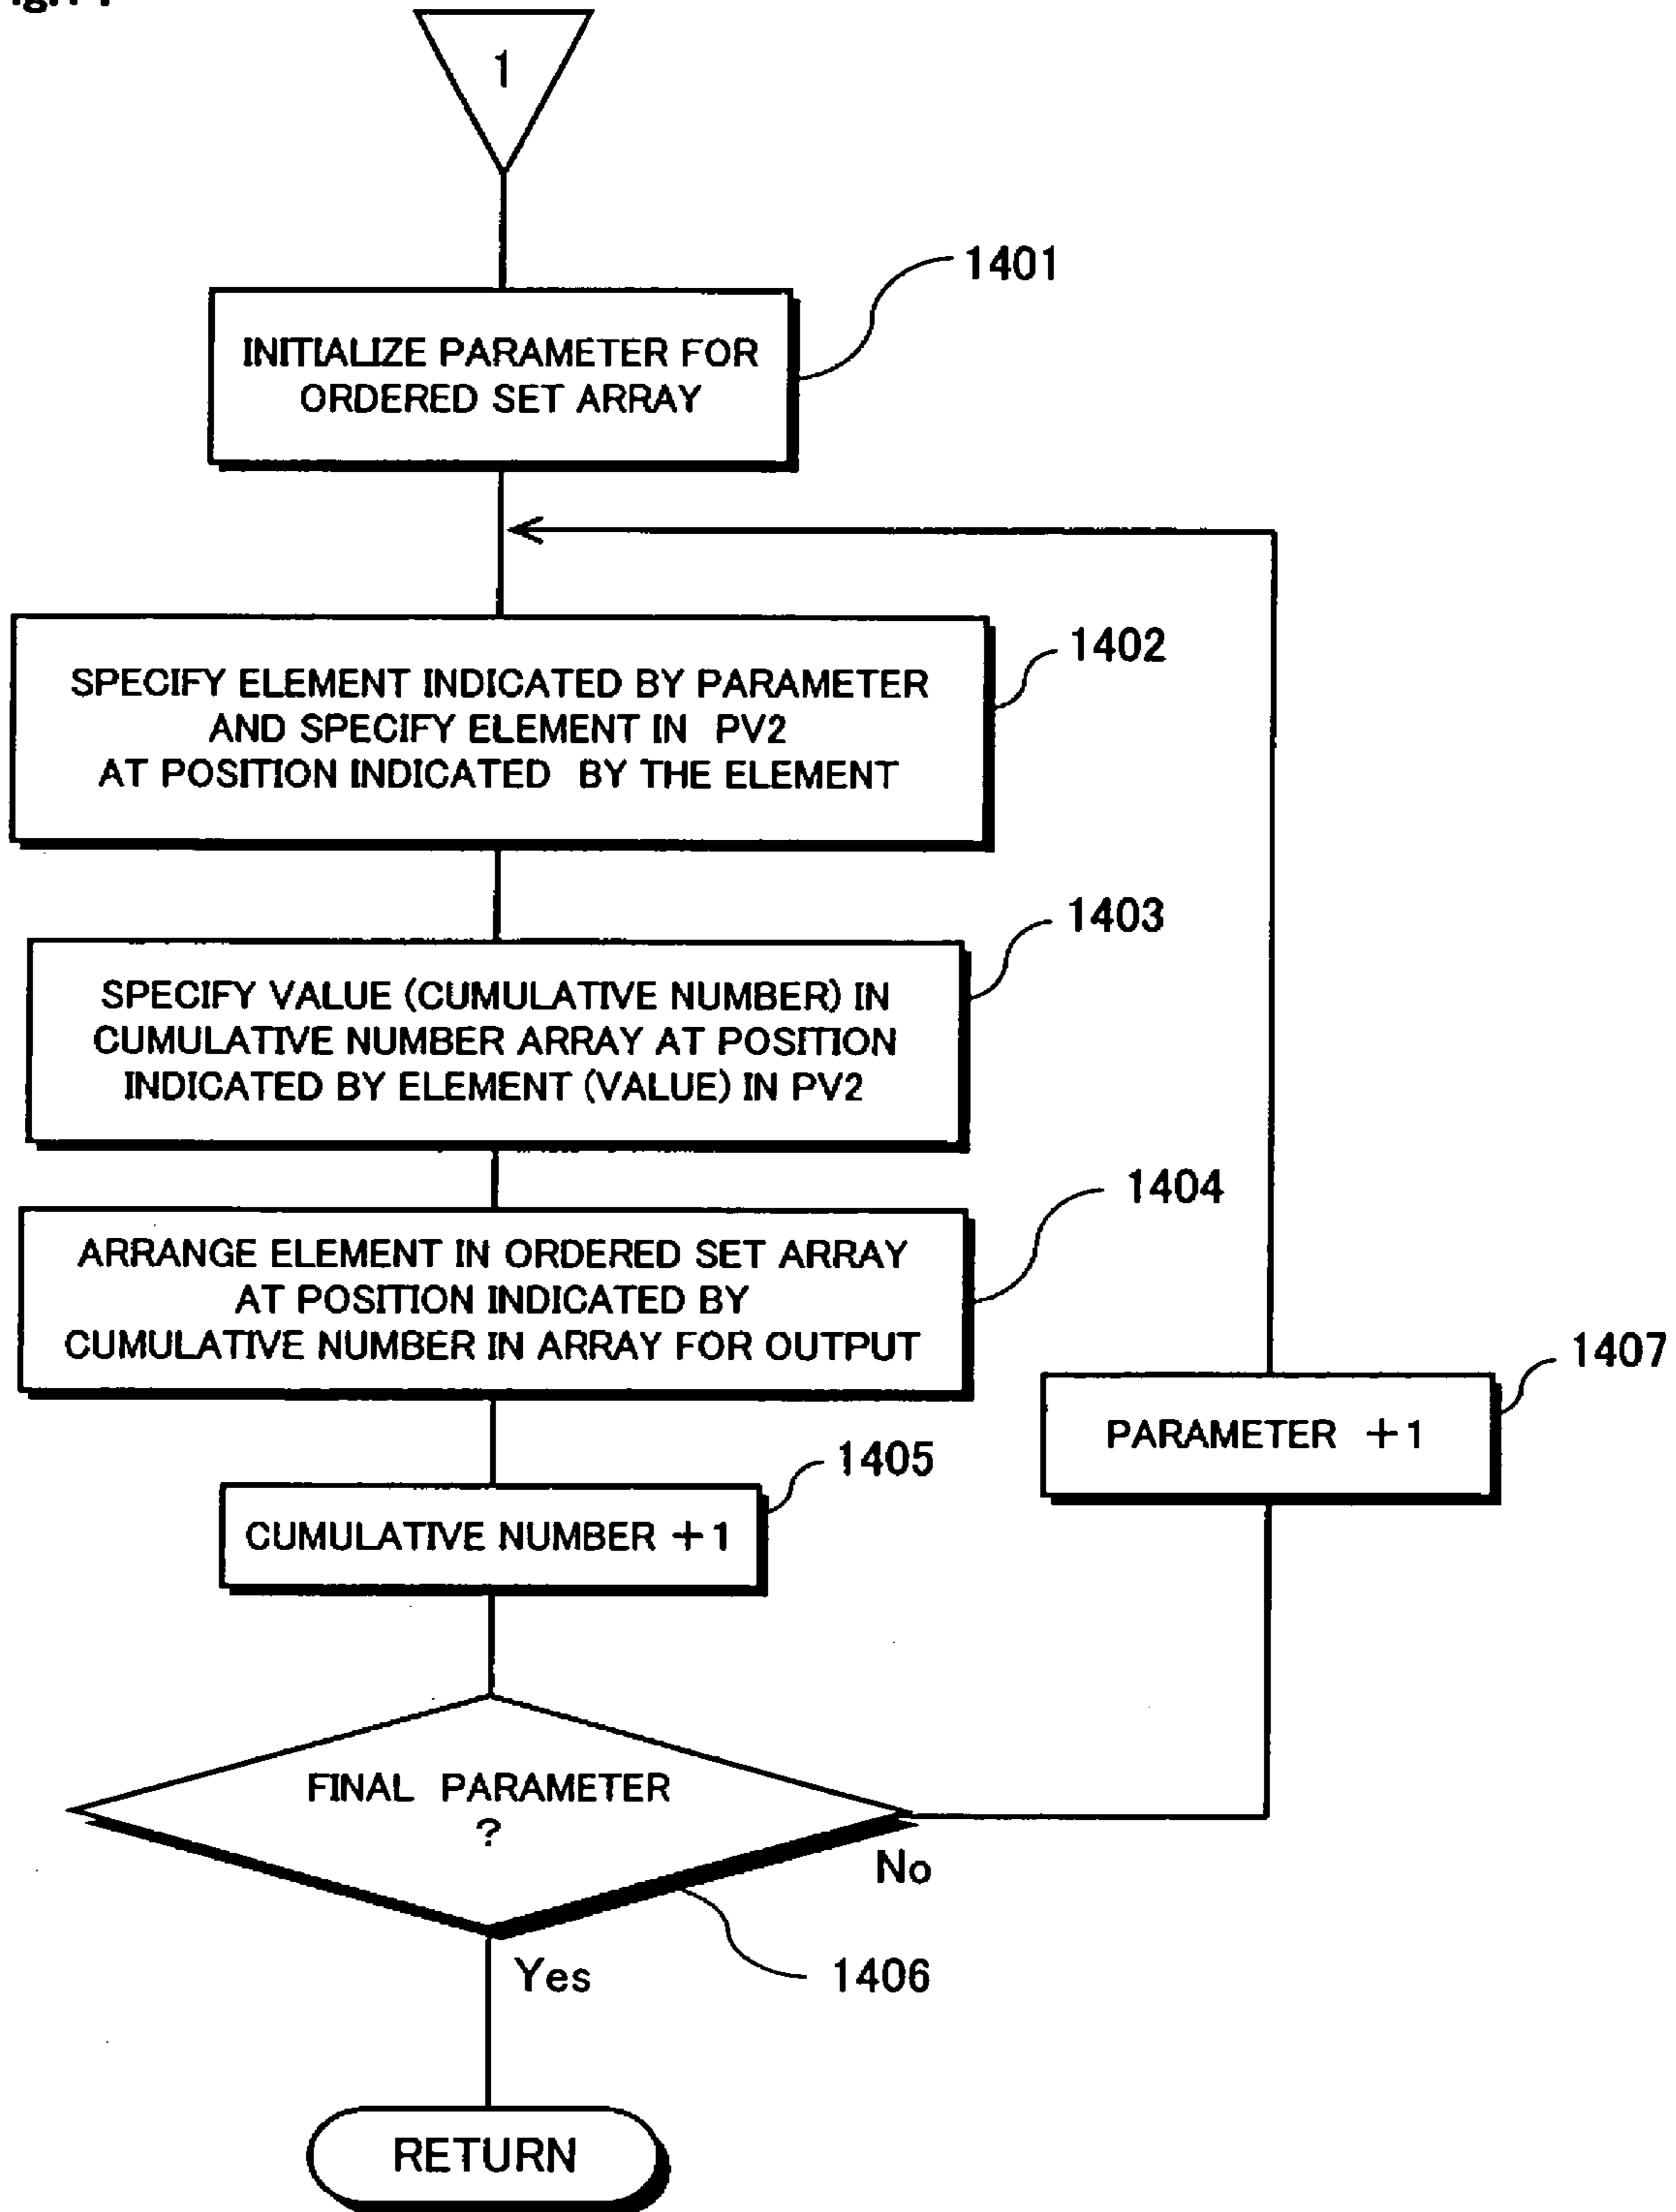 1
1401
INITIALIZE PARAMETER FOR
ORDERED SET ARRAY
1402
SPECIFY ELEMENT INDICATED BY PARAMETER
AND SPECIFY ELEMENT IN PV2
AT POSITION INDICATED BY THE ELEMENT
1403
SPECIFY VALUE (CUMULATIVE NUMBER) IN
CUMULATIVE NUMBER ARRAY AT POSITION
INDICATED BY ELEMENT (VALUE) IN PV2
1404
ARRANGE ELEMENT IN ORDERED SET ARRAY
AT POSITION INDICATED BY
CUMULATIVE NUMBER IN ARRAY FOR OUTPUT
1407
PARAMETER +1
1405
CUMULATIVE NUMBER +1
FINAL PARAMETER
?
No
Yes
1406
RETURN